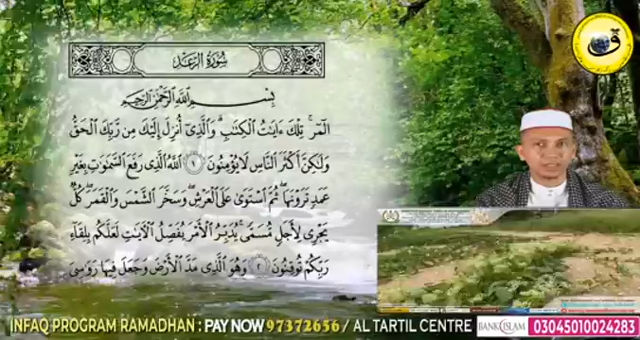 سُورَةُ الرَّعْدِ
بِسْمِ اللَّهِ الرَّحْمَٰنِ الرَّحِيمِ
الٓمٓر ۚ تِلْكَ ءَايَٰتُ الْكِتَٰبِ ۗ وَالَّذِىٓ أُنزِلَ إِلَيْكَ مِن رَّبِّكَ الْحَقُّ
وَلَٰكِنَّ أَكْثَرَ النَّاسِ لَا يُؤْمِنُونَ ١ اللَّهُ الَّذِى رَفَعَ السَّمَٰوَٰتِ بِغَيْرِ
عَمَدٍ تَرَوْنَهَا ۖ ثُمَّ اسْتَوَىٰ عَلَى الْعَرْشِ ۖ وَسَخَّرَ الشَّمْسَ وَالْقَمَرَ ۖ كُلٌّ
يَجْرِى لِأَجَلٍ مُّسَمًّى ۚ يُدَبِّرُ الْأَمْرَ يُفَصِّلُ الْءَايَٰتِ لَعَلَّكُم بِلِقَآءِ
رَبِّكُمْ تُوقِنُونَ ٢ وَهُوَ الَّذِى مَدَّ الْأَرْضَ وَجَعَلَ فِيهَا رَوَٰسِىَ
INFAQ PROGRAM RAMADHAN : PAY NOW 97372656 / AL TARTIL CENTRE BANK ISLAM 03045010024283